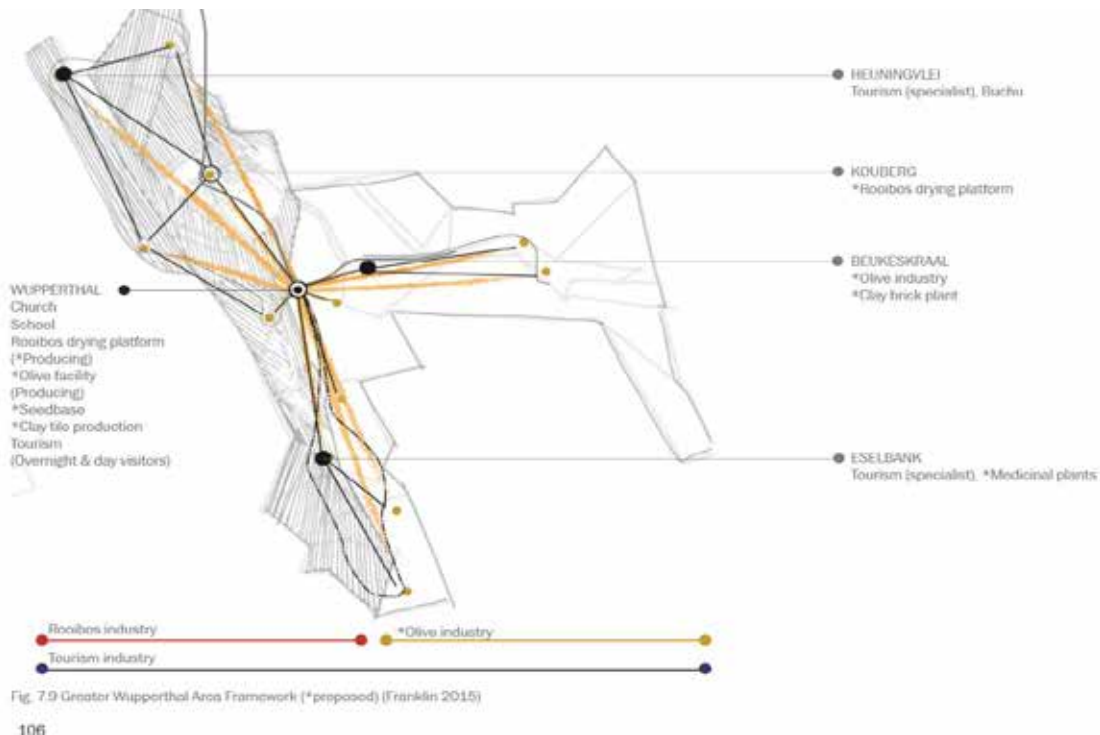 HEUNINGVLEI
Tourism (specialist), Buchu
KOUBERG
*Rooibos drying platform
BEUKESKRAAL
*Olive industry
*Clay brick plant
WUPPERTHAL
Church
School
Rooibos drying platform
(*Producing)
*Olive facility
(Producing)
*Seedbase
*Clay tile production
Tourism
(Overnight & day visitors)
ESELBANK
Tourism (specialist), *Medicinal plants
Rooibos industry
*Olive industry
Tourism industry
Fig. 7.9 Greater Wupperthal Area Framework (*proposed) (Franklin 2015)
106